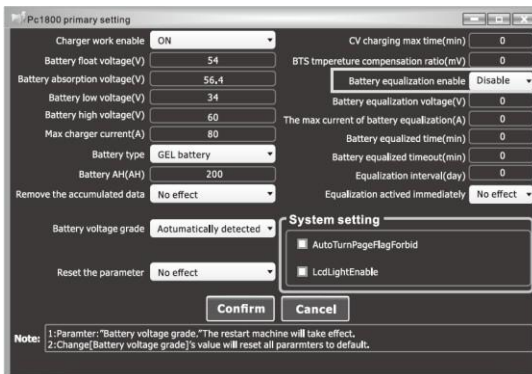 Pc1800 primary setting
Charger work enable ON
Battery float voltage(V) 54
Battery absorption voltage(V) 56.4
Battery low voltage(V) 34
Battery high voltage(V) 60
Max charger current(A) 80
Battery type GEL battery
Battery AH(AH) 200
Remove the accumulated data No effect
Battery voltage grade Aotumatically detected
Reset the parameter No effect
CV charging max time(min) 0
BTS tmpereture compensation ratio(mV) 0
Battery equalization enable Disable
Battery equalization voltage(V) 0
The max current of battery equalization(A) 0
Battery equalized time(min) 0
Battery equalized timeout(min) 0
Equalization interval(day) 0
Equalization actived immediately No effect
System setting
AutoTurnPageFlagForbid
LcdLightEnable
Confirm Cancel
Note: 1:Paramter:"Battery voltage grade,"The restart machine will take effect.
2:Change[Battery voltage grade]'s value will reset all pararmters to default.